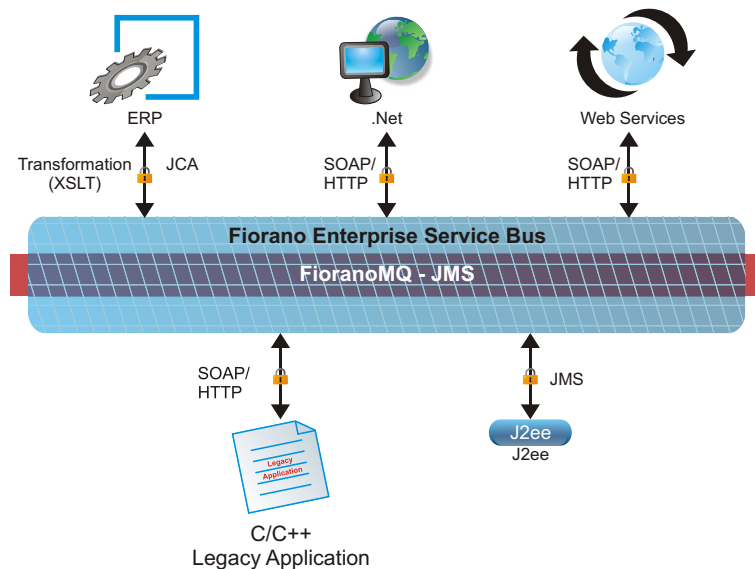 ERP
.Net
Web Services
Transformation
(XSLT)
JCA
SOAP/
HTTP
SOAP/
HTTP
Fiorano Enterprise Service Bus
FioranoMQ - JMS
SOAP/
HTTP
JMS
J2ee
J2ee
Legacy
Application
C/C++
Legacy Application